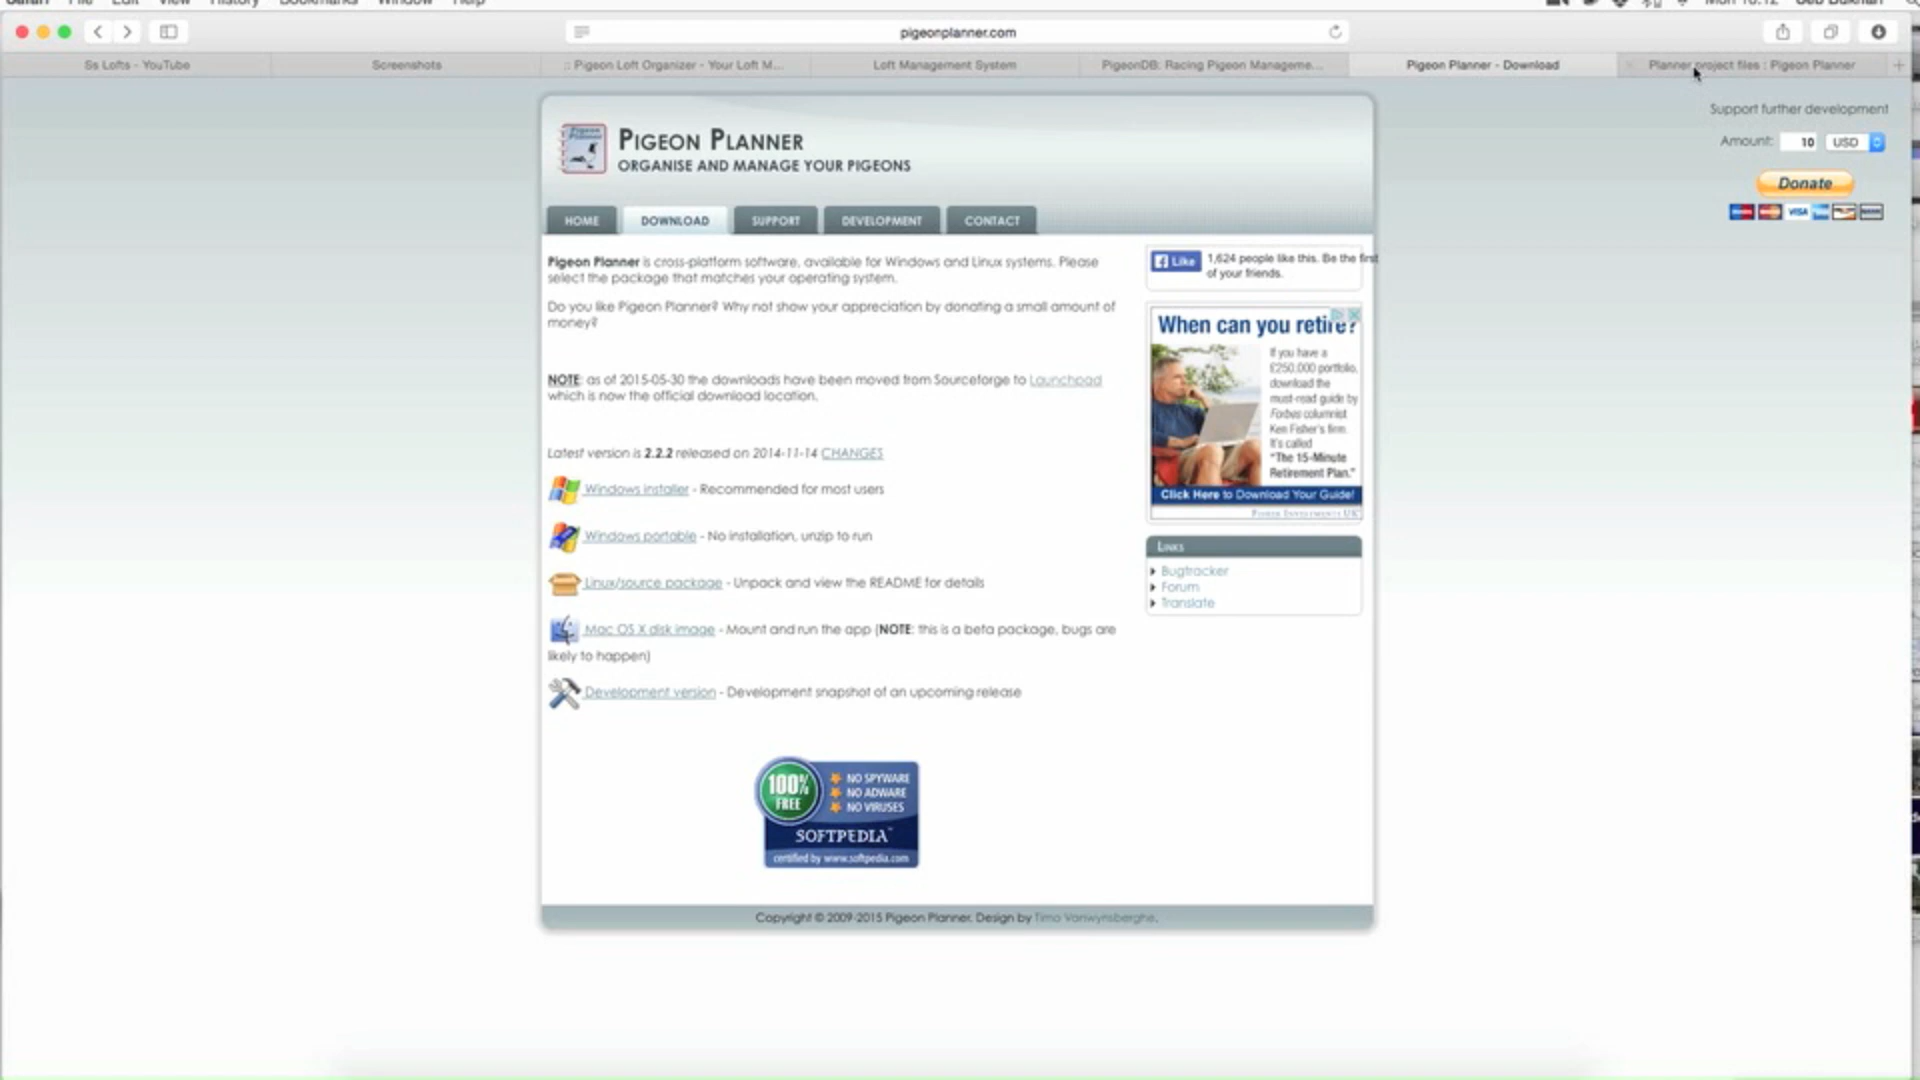 Safari File Edit View History Bookmarks Window Help
pigeonplanner.com
Ss Lofts - YouTube
Screenshots
:: Pigeon Loft Organizer - Your Loft M...
Loft Management System
PigeonDB: Racing Pigeon Manageme...
Pigeon Planner - Download
Planner project files : Pigeon Planner
Support further development
Amount: 10 USD
Donate
VISA
PIGEON PLANNER
ORGANISE AND MANAGE YOUR PIGEONS
HOME DOWNLOAD SUPPORT DEVELOPMENT CONTACT
Pigeon Planner is cross-platform software, available for Windows and Linux systems. Please
select the package that matches your operating system.
Do you like Pigeon Planner? Why not show your appreciation by donating a small amount of
money?
NOTE: as of 2015-05-30 the downloads have been moved from Sourceforge to Launchpad
which is now the official download location.
Latest version is 2.2.2 released on 2014-11-14 CHANGES
Windows installer - Recommended for most users
Windows portable - No installation, unzip to run
Linux/source package - Unpack and view the README for details
Mac OS X disk image - Mount and run the app (NOTE: this is a beta package, bugs are
likely to happen)
Development version - Development snapshot of an upcoming release
Like 1,624 people like this. Be the first
of your friends.
When can you retire?
If you have a
£250,000 portfolio,
download the
must-read guide by
Forbes columnist
Ken Fisher's firm.
It's called
"The 15-Minute
Retirement Plan."
Click Here to Download Your Guide!
LINKS
Bugtracker
Forum
Translate
100%
FREE
NO SPYWARE
NO ADWARE
NO VIRUSES
SOFTPEDIA
certified by www.softpedia.com
Copyright © 2009-2015 Pigeon Planner. Design by Timo Vanwynsberghe.